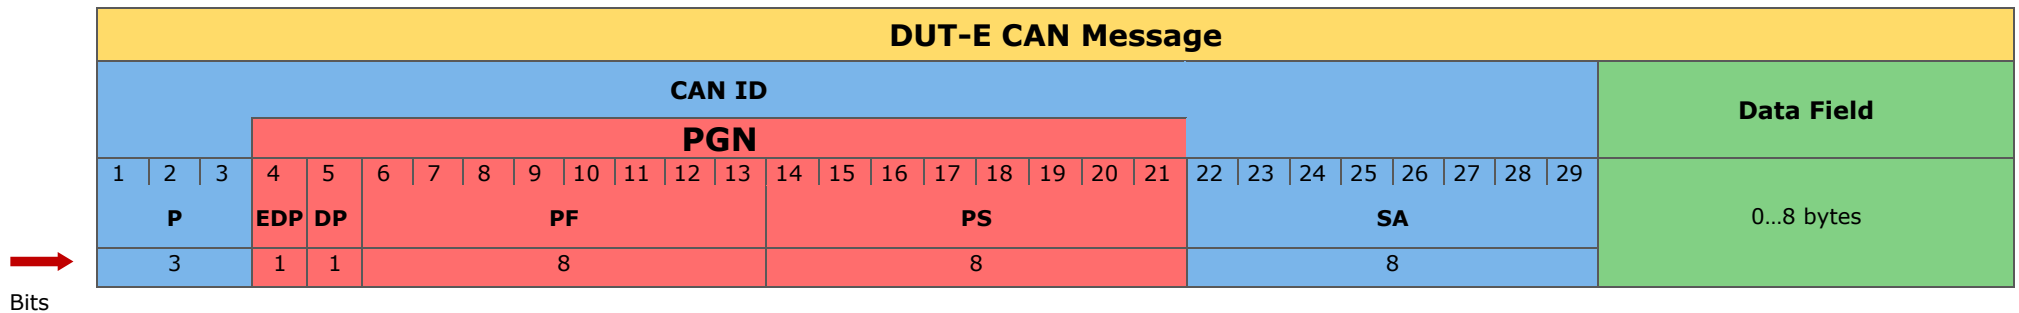 DUT-E CAN Message
CAN ID
Data Field
PGN
1 2 3 4 5 6 7 8 9 10 11 12 13 14 15 16 17 18 19 20 21 22 23 24 25 26 27 28 29
P EDP DP PF PS SA 0...8 bytes
3 1 1 8 8 8
Bits